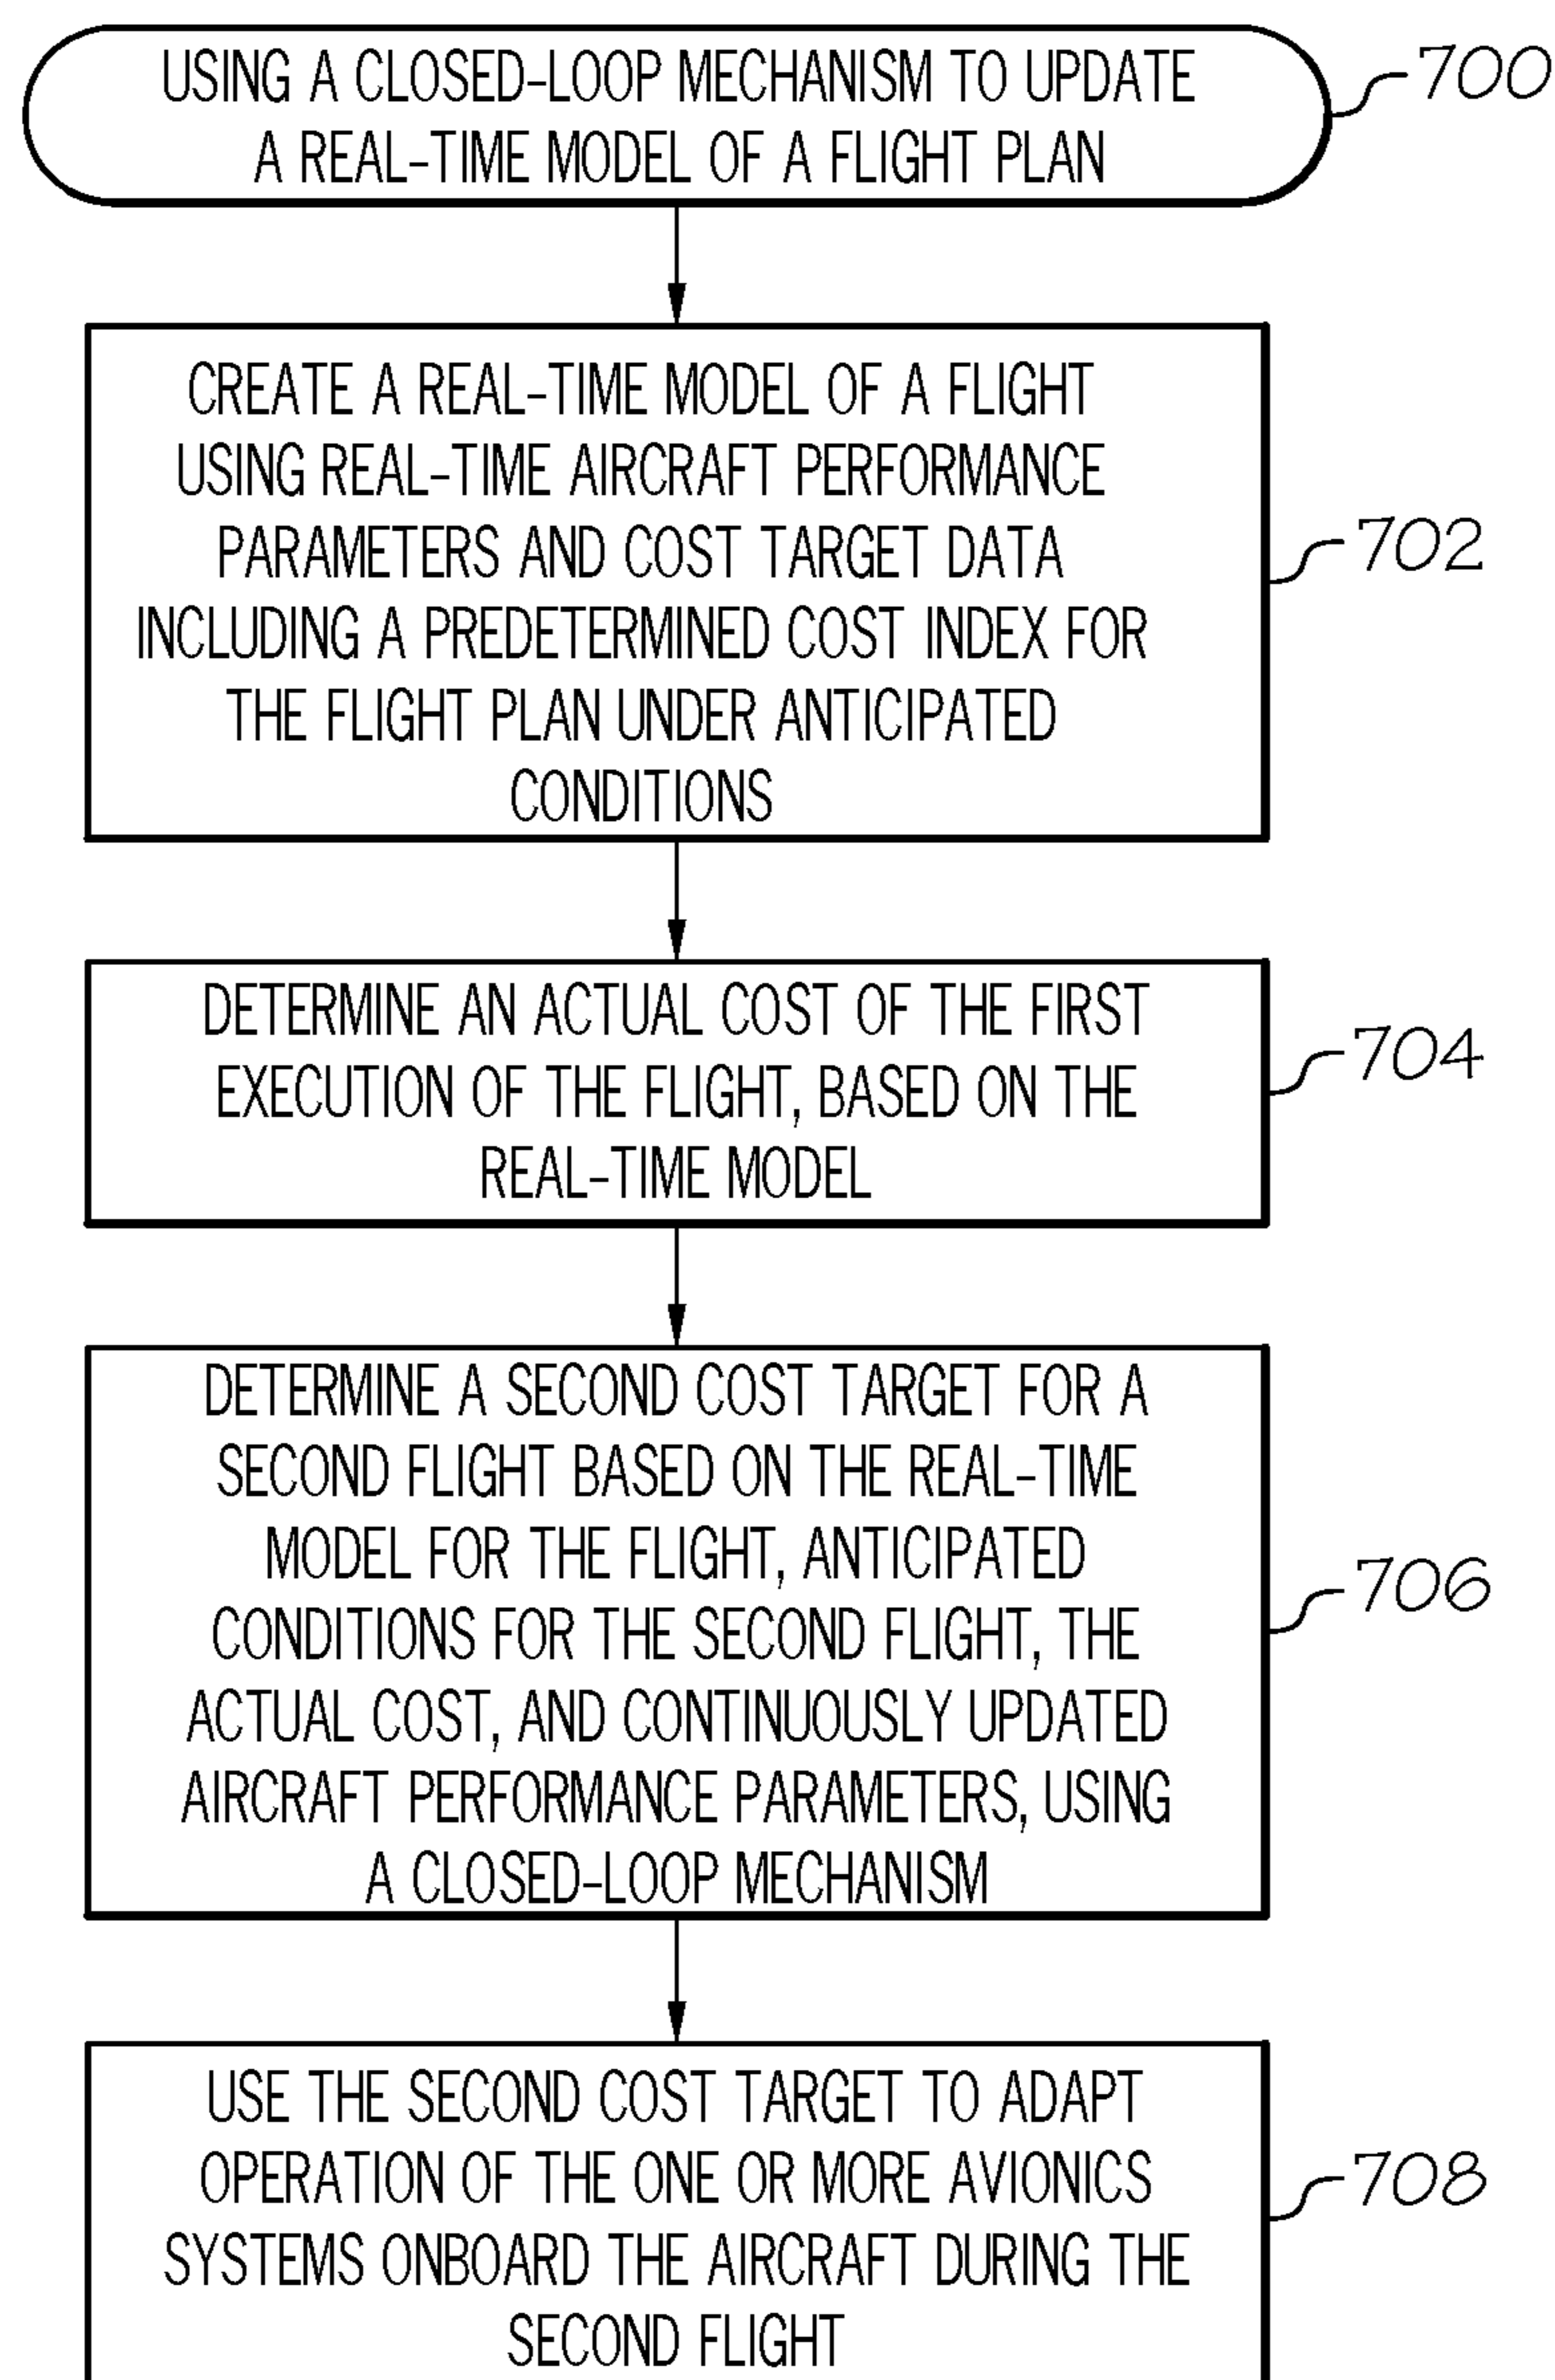 USING A CLOSED-LOOP MECHANISM TO UPDATE
A REAL-TIME MODEL OF A FLIGHT PLAN
700
CREATE A REAL-TIME MODEL OF A FLIGHT
USING REAL-TIME AIRCRAFT PERFORMANCE
PARAMETERS AND COST TARGET DATA
INCLUDING A PREDETERMINED COST INDEX FOR
THE FLIGHT PLAN UNDER ANTICIPATED
CONDITIONS
702
DETERMINE AN ACTUAL COST OF THE FIRST
EXECUTION OF THE FLIGHT, BASED ON THE
REAL-TIME MODEL
704
DETERMINE A SECOND COST TARGET FOR A
SECOND FLIGHT BASED ON THE REAL-TIME
MODEL FOR THE FLIGHT, ANTICIPATED
CONDITIONS FOR THE SECOND FLIGHT, THE
ACTUAL COST, AND CONTINUOUSLY UPDATED
AIRCRAFT PERFORMANCE PARAMETERS, USING
A CLOSED-LOOP MECHANISM
706
USE THE SECOND COST TARGET TO ADAPT
OPERATION OF THE ONE OR MORE AVIONICS
SYSTEMS ONBOARD THE AIRCRAFT DURING THE
SECOND FLIGHT
708